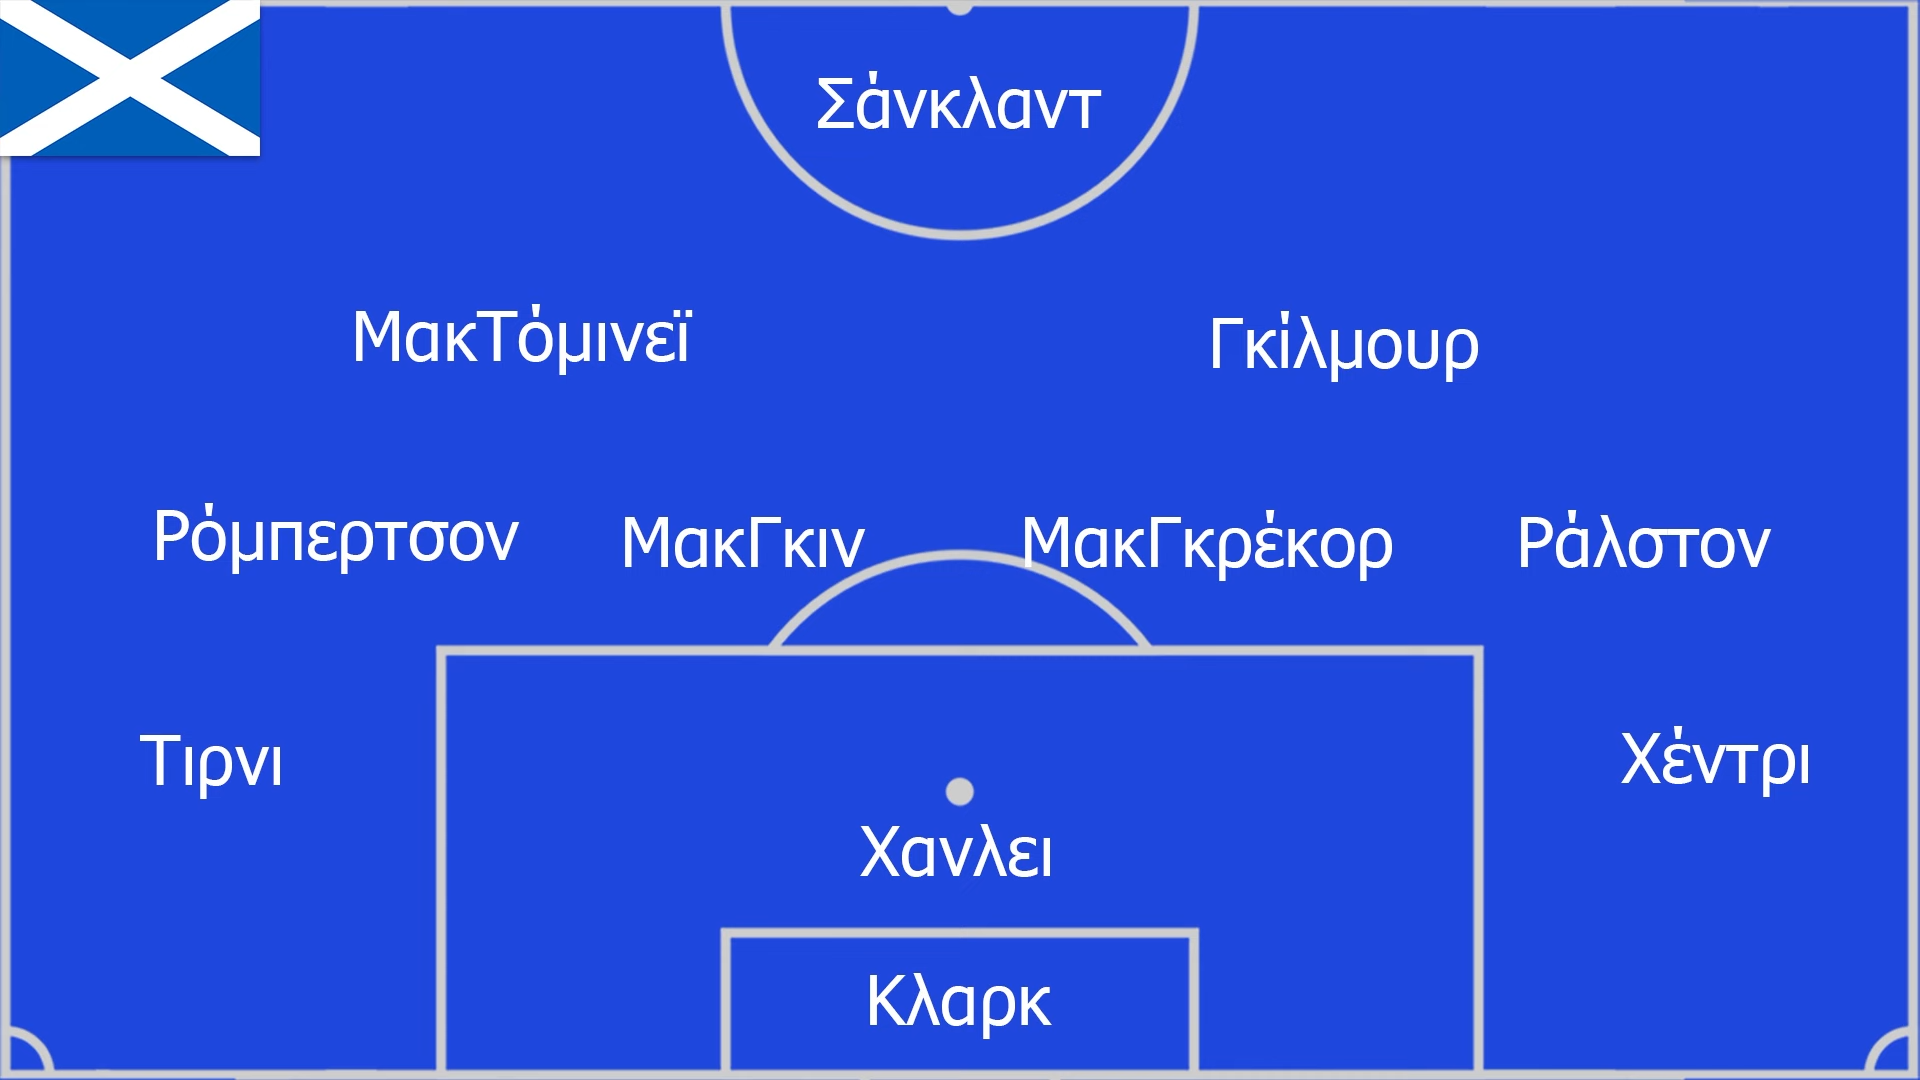 Σάνκλαντ
ΜακΤόμινεϊ Γκίλμουρ
Ρόμπερτσον ΜακΓκιν ΜακΓκρέκορ Ράλστον
Τιρνι Χέντρι
Χανλει
Κλαρκ